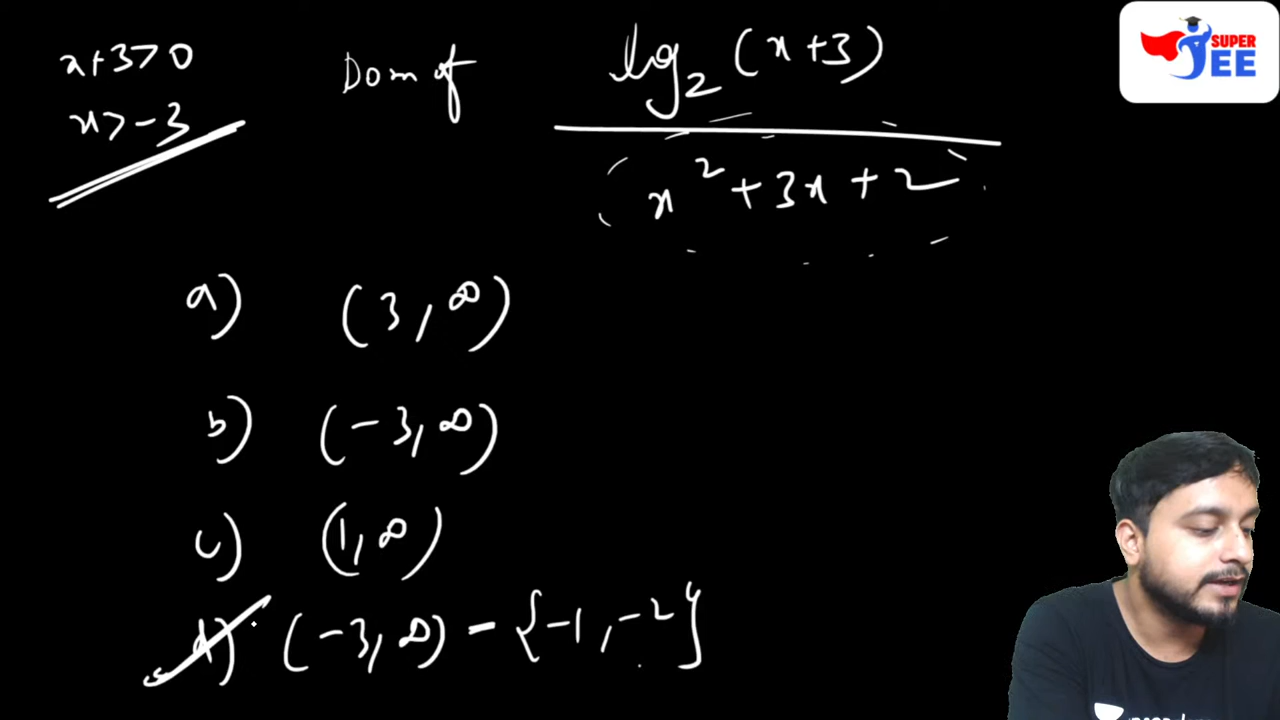 x+3>0
x>-3
Dom of
log₂(x+3)
x²+3x+2
a) (3,∞)
b) (-3,∞)
c) (1,∞)
d) (-3,∞) - {-1,-2}
SUPER
JEE